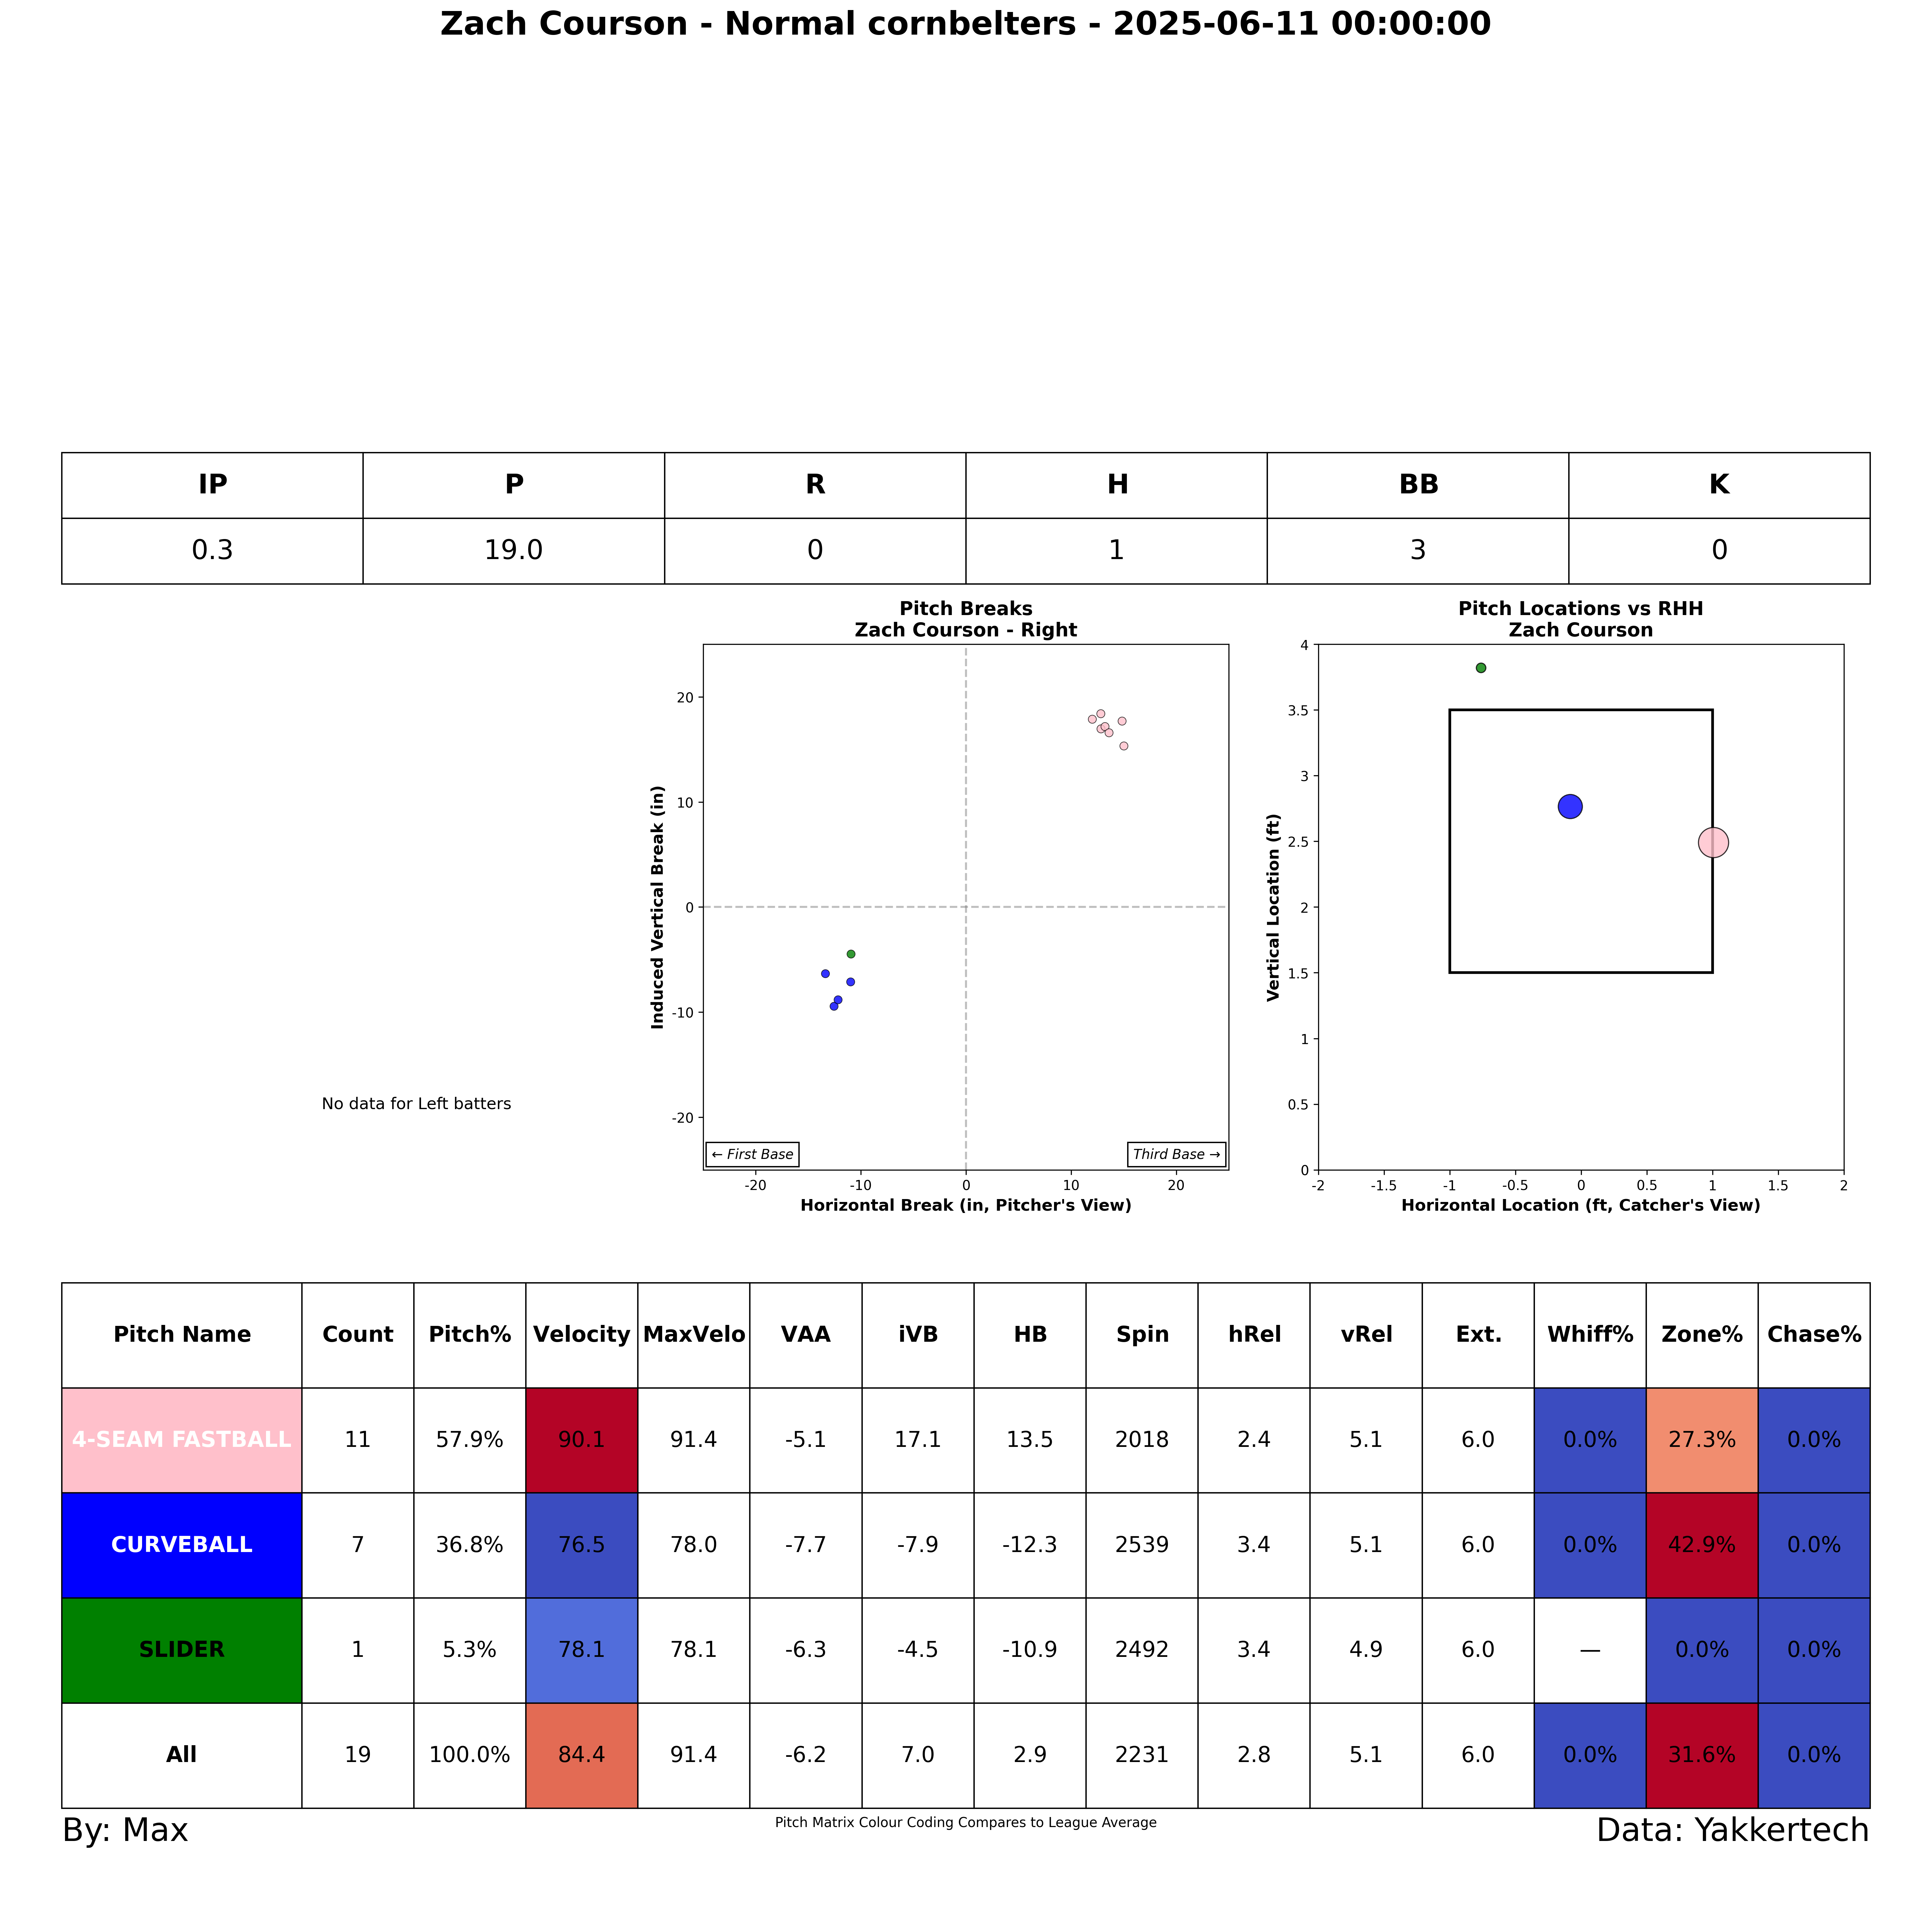 Zach Courson - Normal cornbelters - 2025-06-11 00:00:00
IP P R H BB K
0.3 19.0 0 1 3 0
No data for Left batters
Pitch Breaks
Zach Courson - Right
Induced Vertical Break (in)
20
10
0
-10
-20
← First Base
Third Base →
-20 -10 0 10 20
Horizontal Break (in, Pitcher's View)
Pitch Locations vs RHH
Zach Courson
Vertical Location (ft)
4
3.5
3
2.5
2
1.5
1
0.5
0
-2 -1.5 -1 -0.5 0 0.5 1 1.5 2
Horizontal Location (ft, Catcher's View)
Pitch Name Count Pitch% Velocity MaxVelo VAA iVB HB Spin hRel vRel Ext. Whiff% Zone% Chase%
4-SEAM FASTBALL 11 57.9% 90.1 91.4 -5.1 17.1 13.5 2018 2.4 5.1 6.0 0.0% 27.3% 0.0%
CURVEBALL 7 36.8% 76.5 78.0 -7.7 -7.9 -12.3 2539 3.4 5.1 6.0 0.0% 42.9% 0.0%
SLIDER 1 5.3% 78.1 78.1 -6.3 -4.5 -10.9 2492 3.4 4.9 6.0 — 0.0% 0.0%
All 19 100.0% 84.4 91.4 -6.2 7.0 2.9 2231 2.8 5.1 6.0 0.0% 31.6% 0.0%
By: Max
Pitch Matrix Colour Coding Compares to League Average
Data: Yakkertech